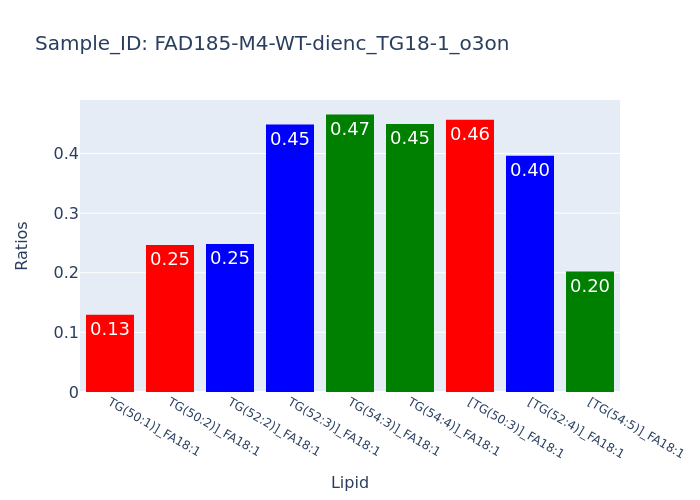 Sample_ID: FAD185-M4-WT-dienc_TG18-1_o3on
Ratios
0.4
0.3
0.2
0.1
0
0.13
0.25
0.25
0.45
0.47
0.45
0.46
0.40
0.20
TG(50:1)]_FA18:1
TG(50:2)]_FA18:1
TG(52:2)]_FA18:1
TG(52:3)]_FA18:1
TG(54:3)]_FA18:1
TG(54:4)]_FA18:1
[TG(50:3)]_FA18:1
[TG(52:4)]_FA18:1
[TG(54:5)]_FA18:1
Lipid